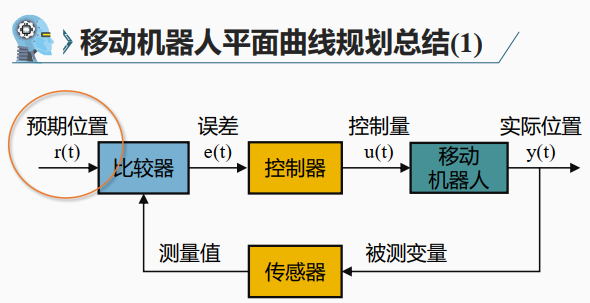 移动机器人平面曲线规划总结(1)
预期位置
r(t)
比较器
误差
e(t)
控制器
控制量
u(t)
移动
机器人
实际位置
y(t)
测量值
传感器
被测变量